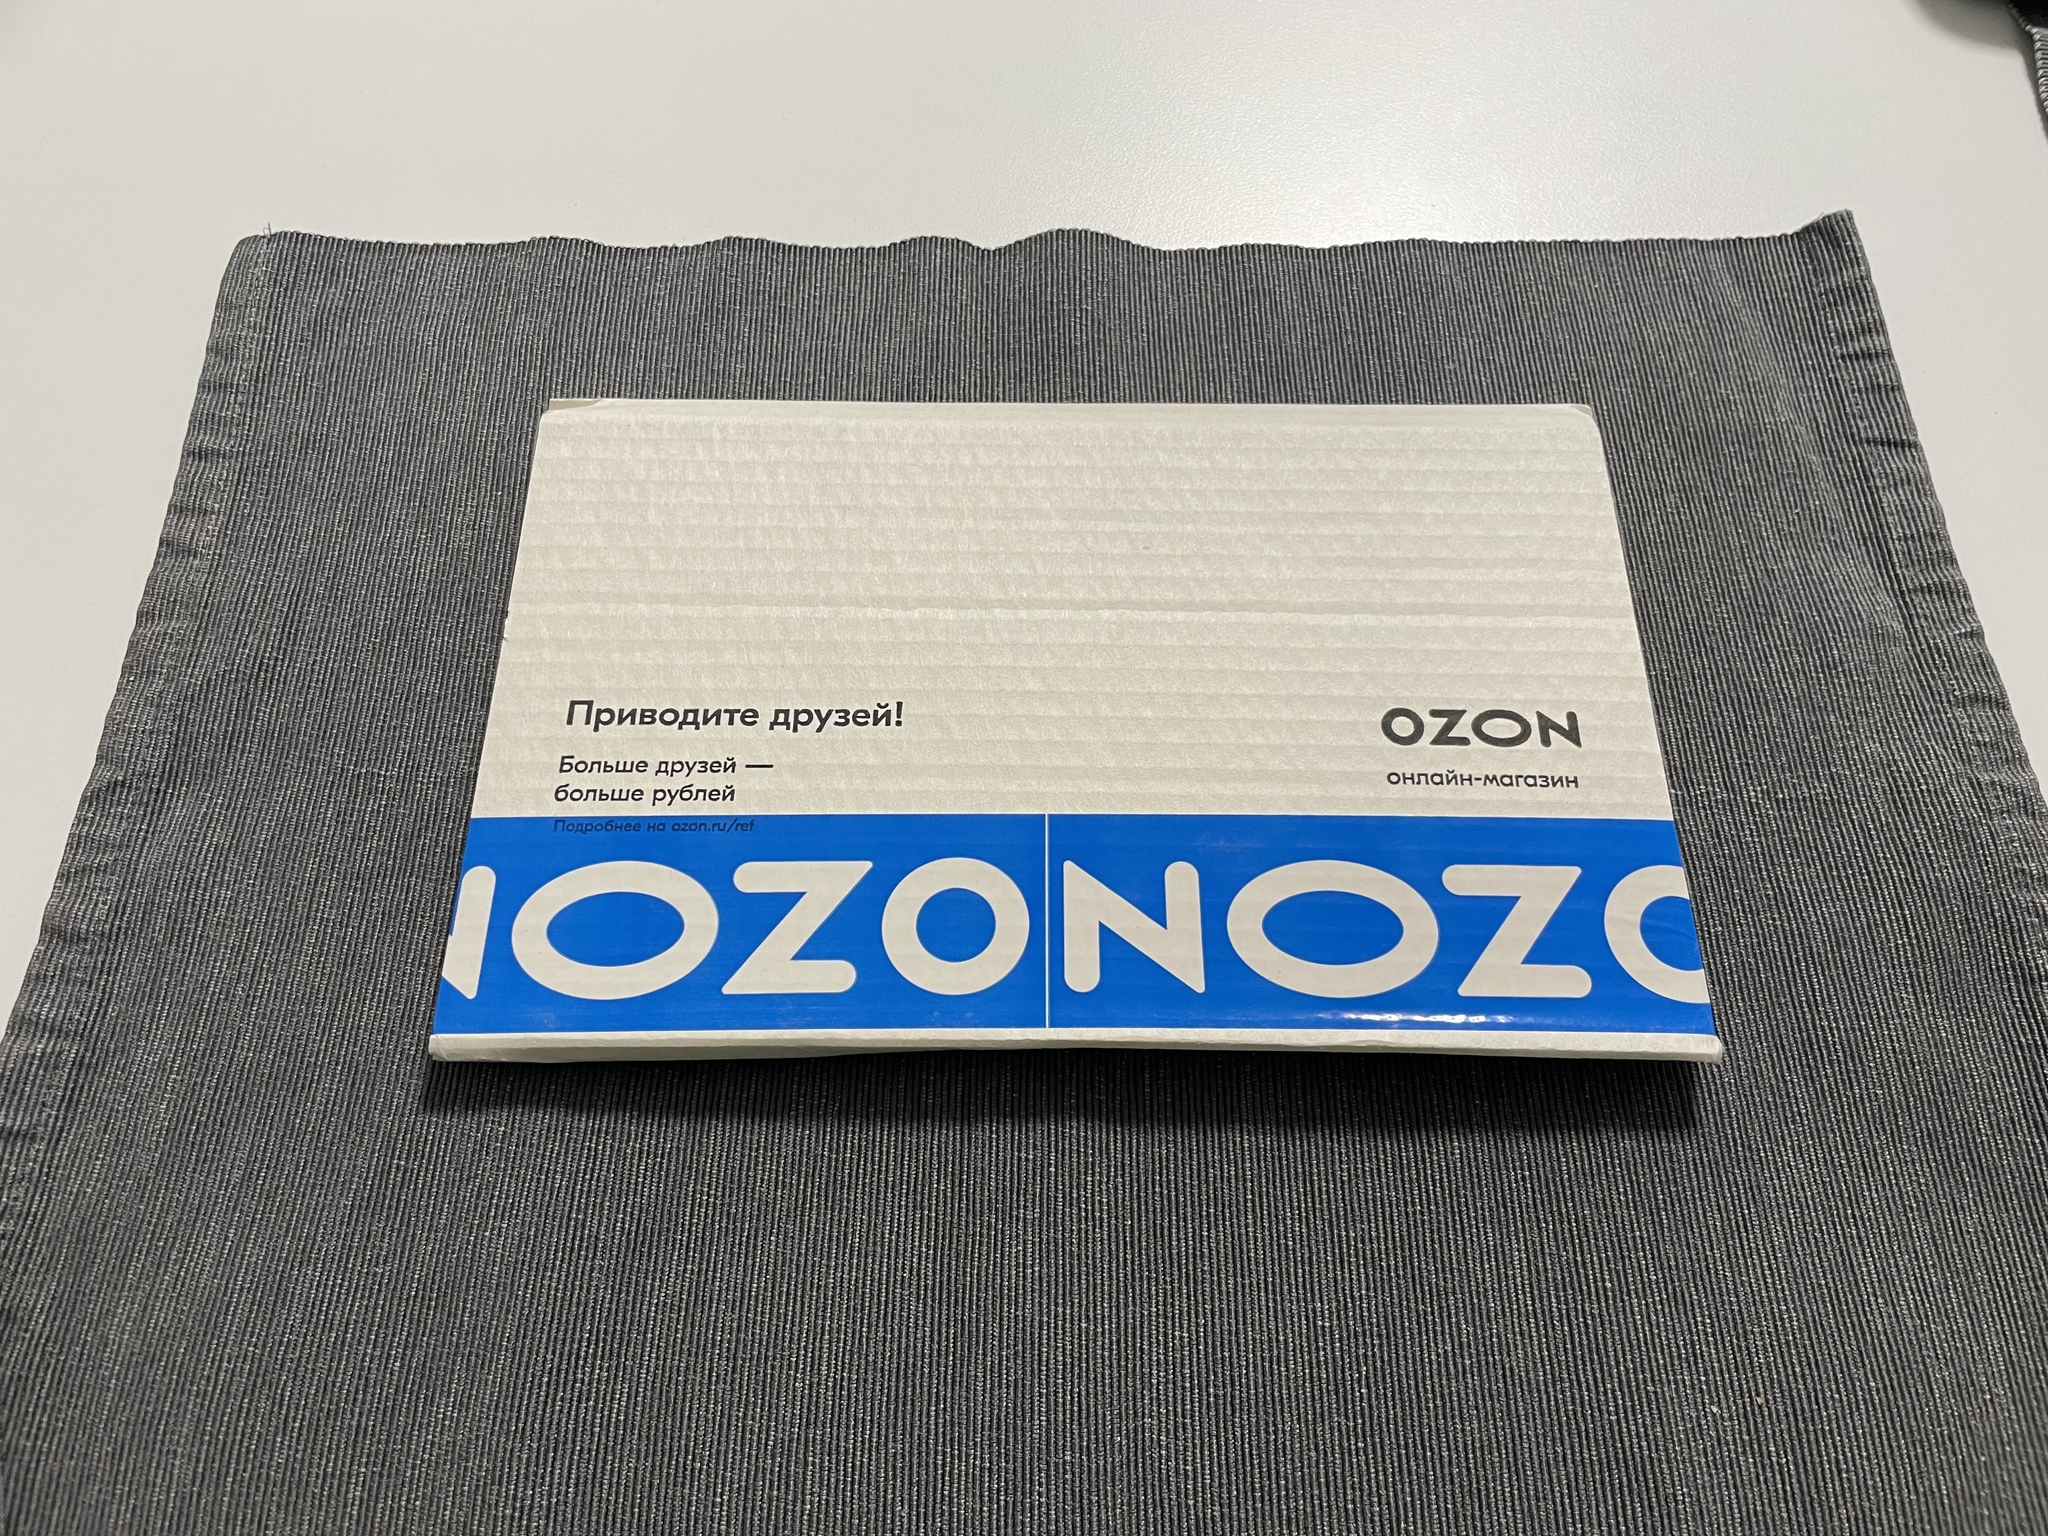 Приводите друзей!
Больше друзей —
больше рублей
Подробнее на ozon.ru/ref
OZON
онлайн-магазин
NOZONOZO